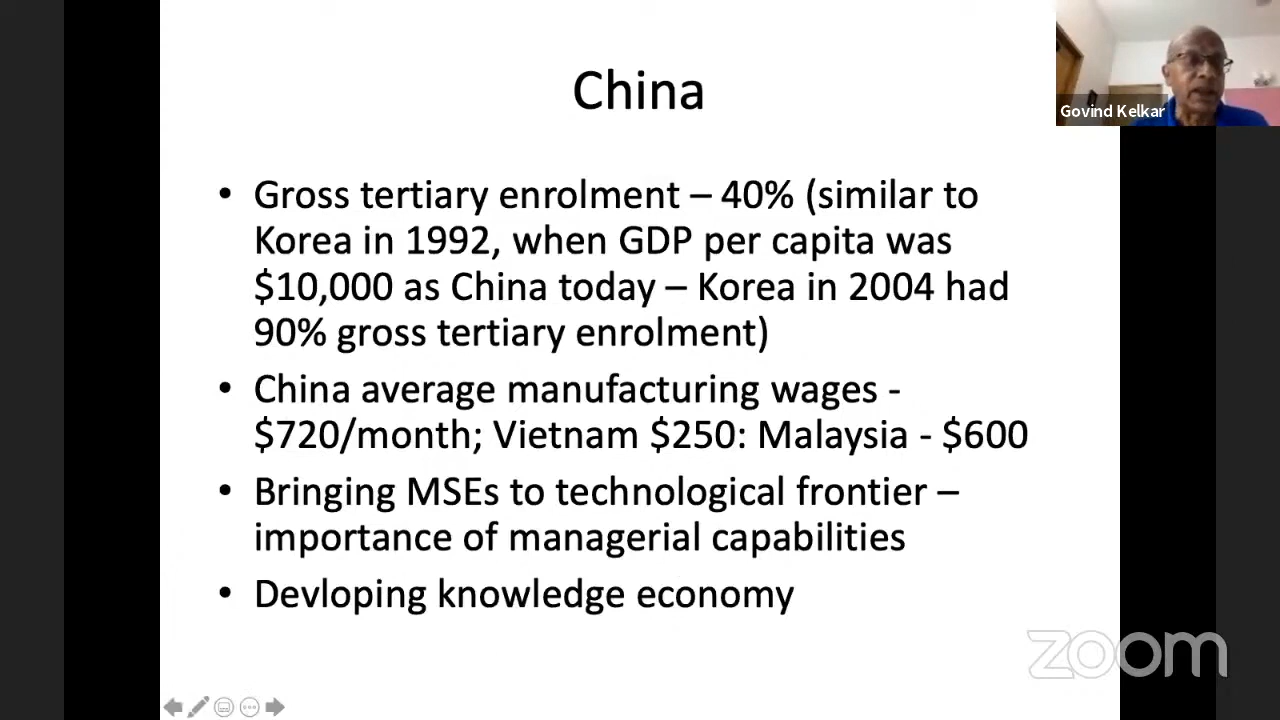 China
Govind Kelkar
• Gross tertiary enrolment – 40% (similar to
Korea in 1992, when GDP per capita was
$10,000 as China today – Korea in 2004 had
90% gross tertiary enrolment)
• China average manufacturing wages -
$720/month; Vietnam $250: Malaysia - $600
• Bringing MSEs to technological frontier –
importance of managerial capabilities
• Devloping knowledge economy
zoom